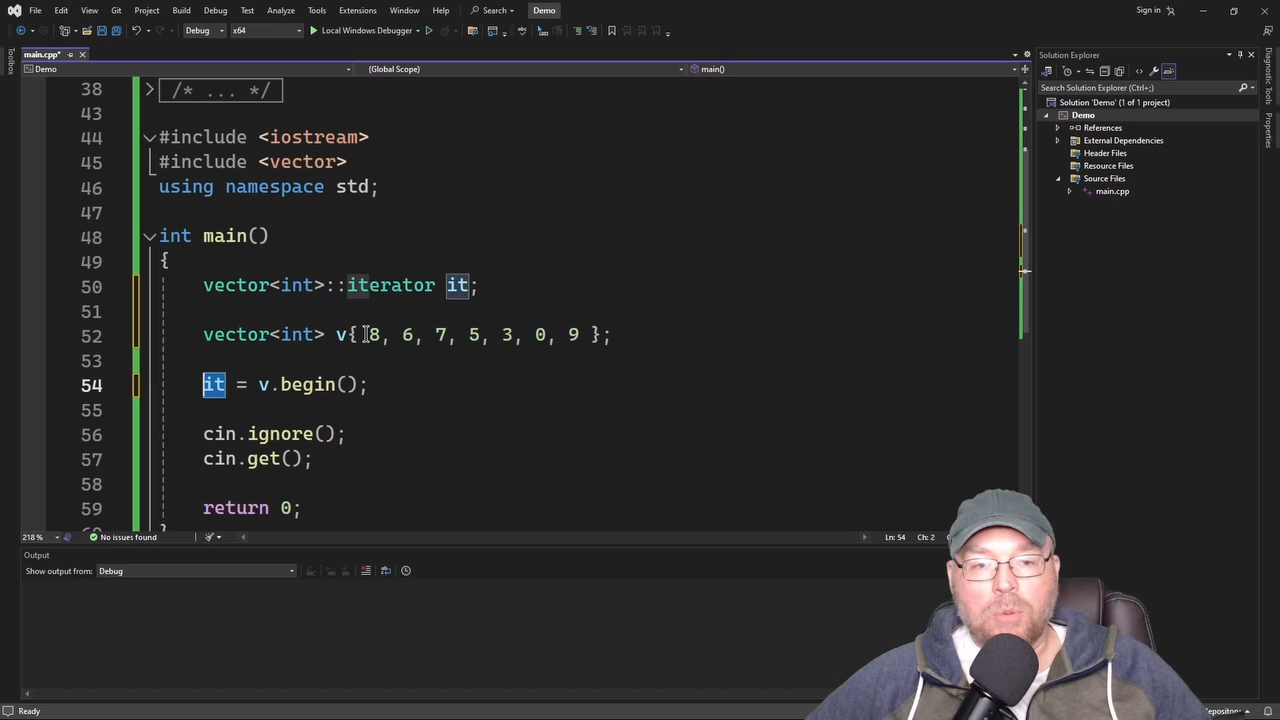 File Edit View Git Project Build Debug Test Analyze Tools Extensions Window Help Search Demo Sign in
Debug x64 Local Windows Debugger
main.cpp*
Demo (Global Scope) main()
Toolbox
38 /* ... */
43
44 #include <iostream>
45 #include <vector>
46 using namespace std;
47
48 int main()
49 {
50 vector<int>::iterator it;
51
52 vector<int> v{ 8, 6, 7, 5, 3, 0, 9 };
53
54 it = v.begin();
55
56 cin.ignore();
57 cin.get();
58
59 return 0;
218 % No issues found Ln: 54 Ch: 2
Output
Show output from: Debug
Ready
Solution Explorer
Search Solution Explorer (Ctrl+;)
Solution 'Demo' (1 of 1 project)
Demo
References
External Dependencies
Header Files
Resource Files
Source Files
main.cpp
Diagnostic Tools
Properties